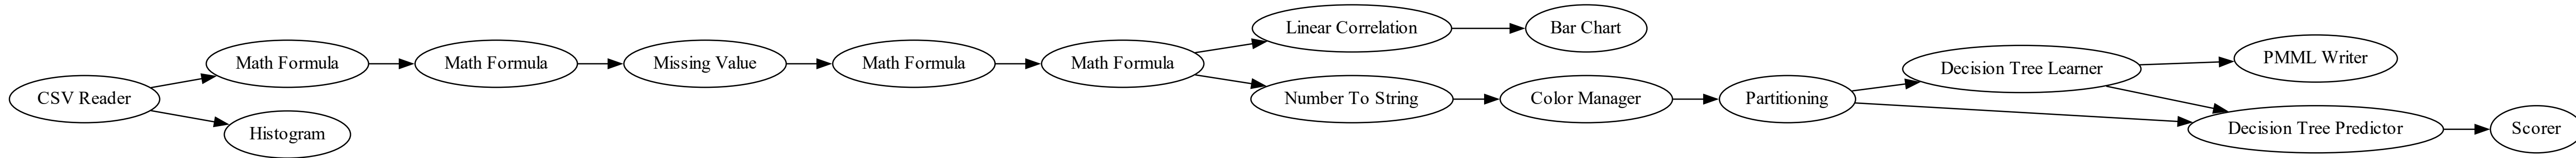 CSV Reader
Math Formula
Histogram
Math Formula
Missing Value
Math Formula
Math Formula
Linear Correlation
Number To String
Bar Chart
Color Manager
Partitioning
Decision Tree Learner
PMML Writer
Decision Tree Predictor
Scorer